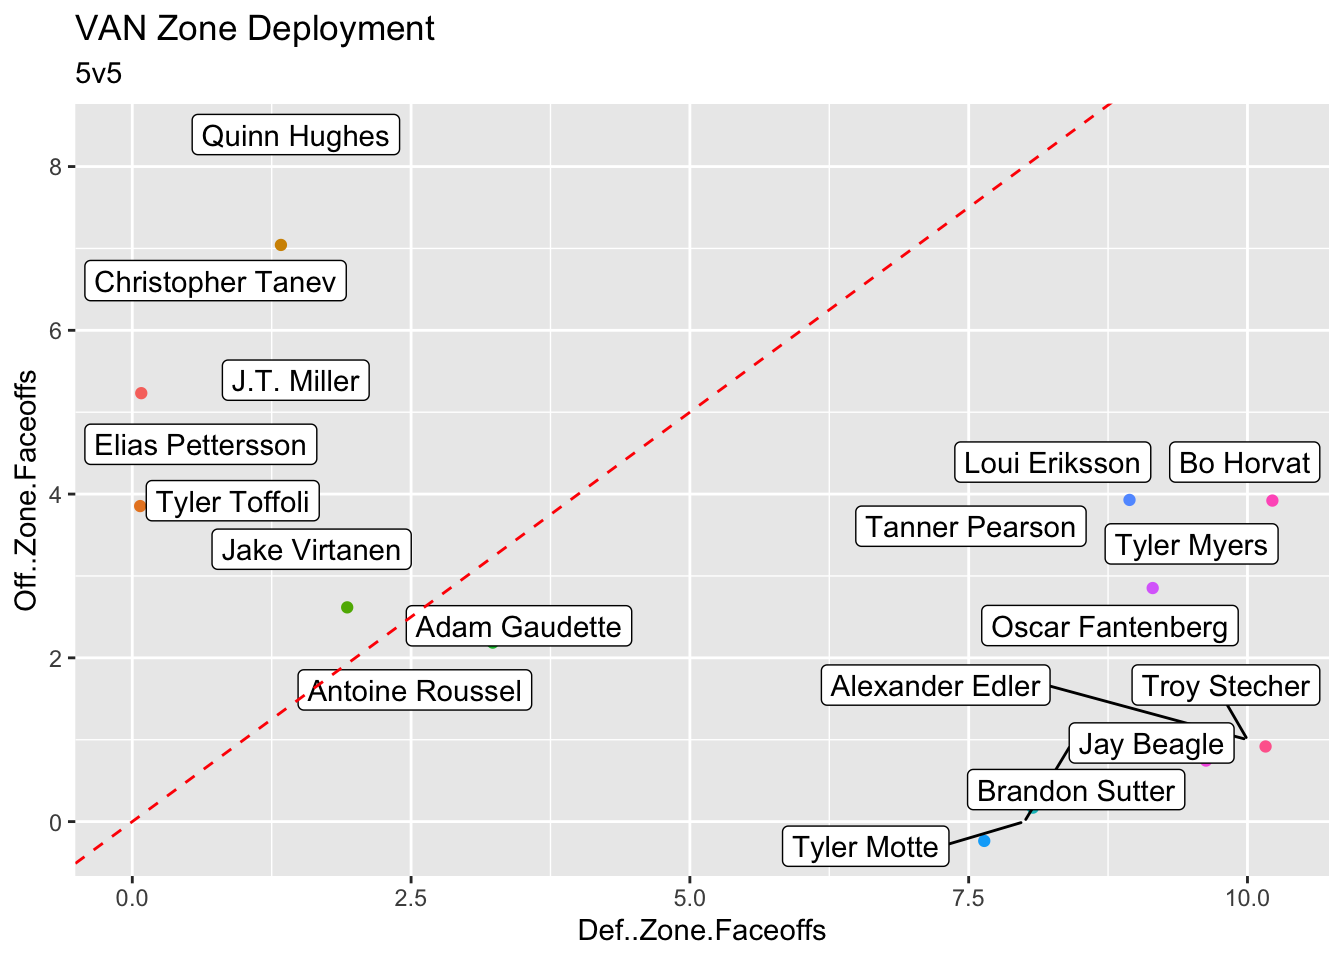 VAN Zone Deployment
5v5
Quinn Hughes
Christopher Tanev
J.T. Miller
Elias Pettersson
Tyler Toffoli
Jake Virtanen
Adam Gaudette
Antoine Roussel
Loui Eriksson
Bo Horvat
Tanner Pearson
Tyler Myers
Oscar Fantenberg
Alexander Edler
Troy Stecher
Jay Beagle
Brandon Sutter
Tyler Motte
8
6
4
2
0
0.0
2.5
5.0
7.5
10.0
Def..Zone.Faceoffs
Off..Zone.Faceoffs